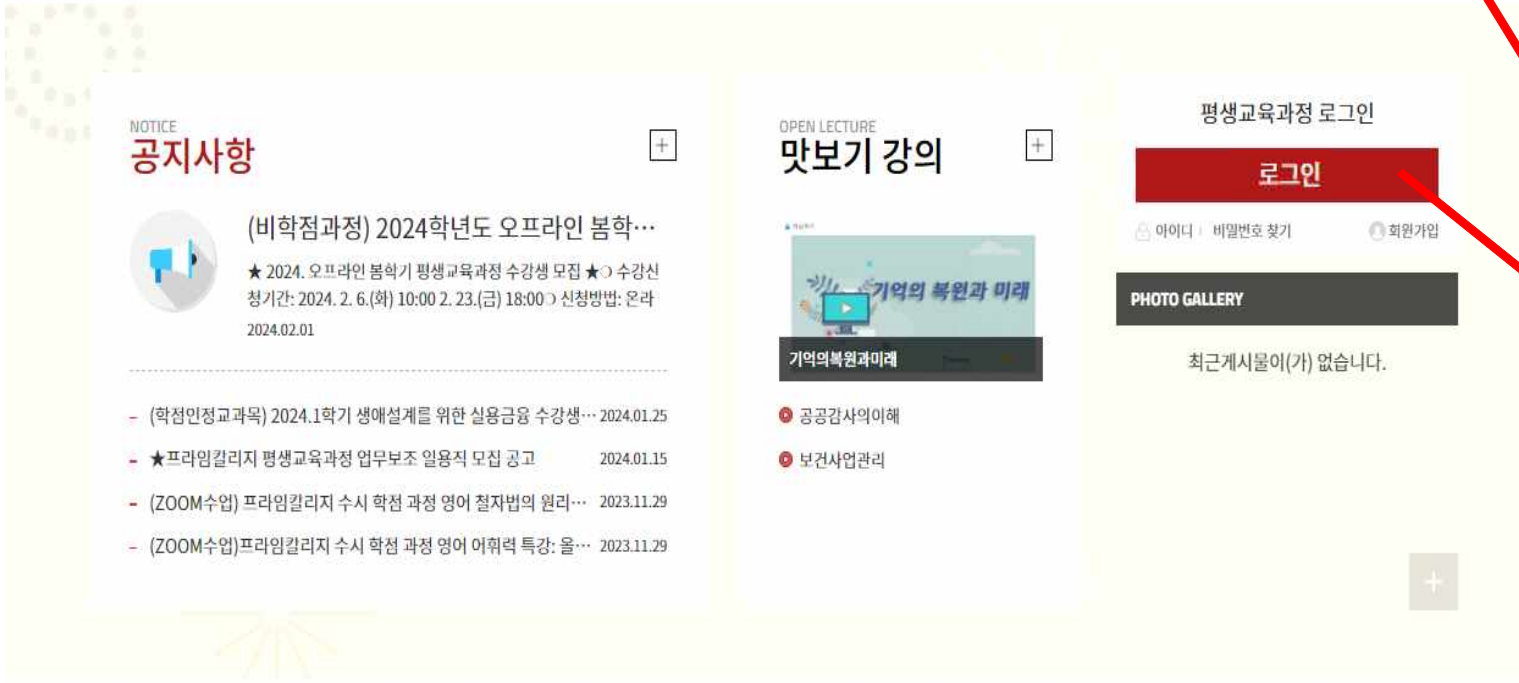 NOTICE
공지사항
(비학점과정) 2024학년도 오프라인 봄학…
★ 2024. 오프라인 봄학기 평생교육과정 수강생 모집 ★❍ 수강신
청기간: 2024. 2. 6.(화) 10:00 2. 23.(금) 18:00❍ 신청방법: 온라
2024.02.01
(학점인정교과목) 2024.1학기 생애설계를 위한 실용금융 수강생… 2024.01.25
★프라임칼리지 평생교육과정 업무보조 일용직 모집 공고 2024.01.15
(ZOOM수업) 프라임칼리지 수시 학점 과정 영어 철자법의 원리… 2023.11.29
(ZOOM수업)프라임칼리지 수시 학점 과정 영어 어휘력 특강: 올… 2023.11.29
OPEN LECTURE
맛보기 강의
기억의 복원과 미래
기억의복원과미래
공공감사의이해
보건사업관리
평생교육과정 로그인
로그인
아이디 | 비밀번호 찾기 회원가입
PHOTO GALLERY
최근게시물이(가) 없습니다.